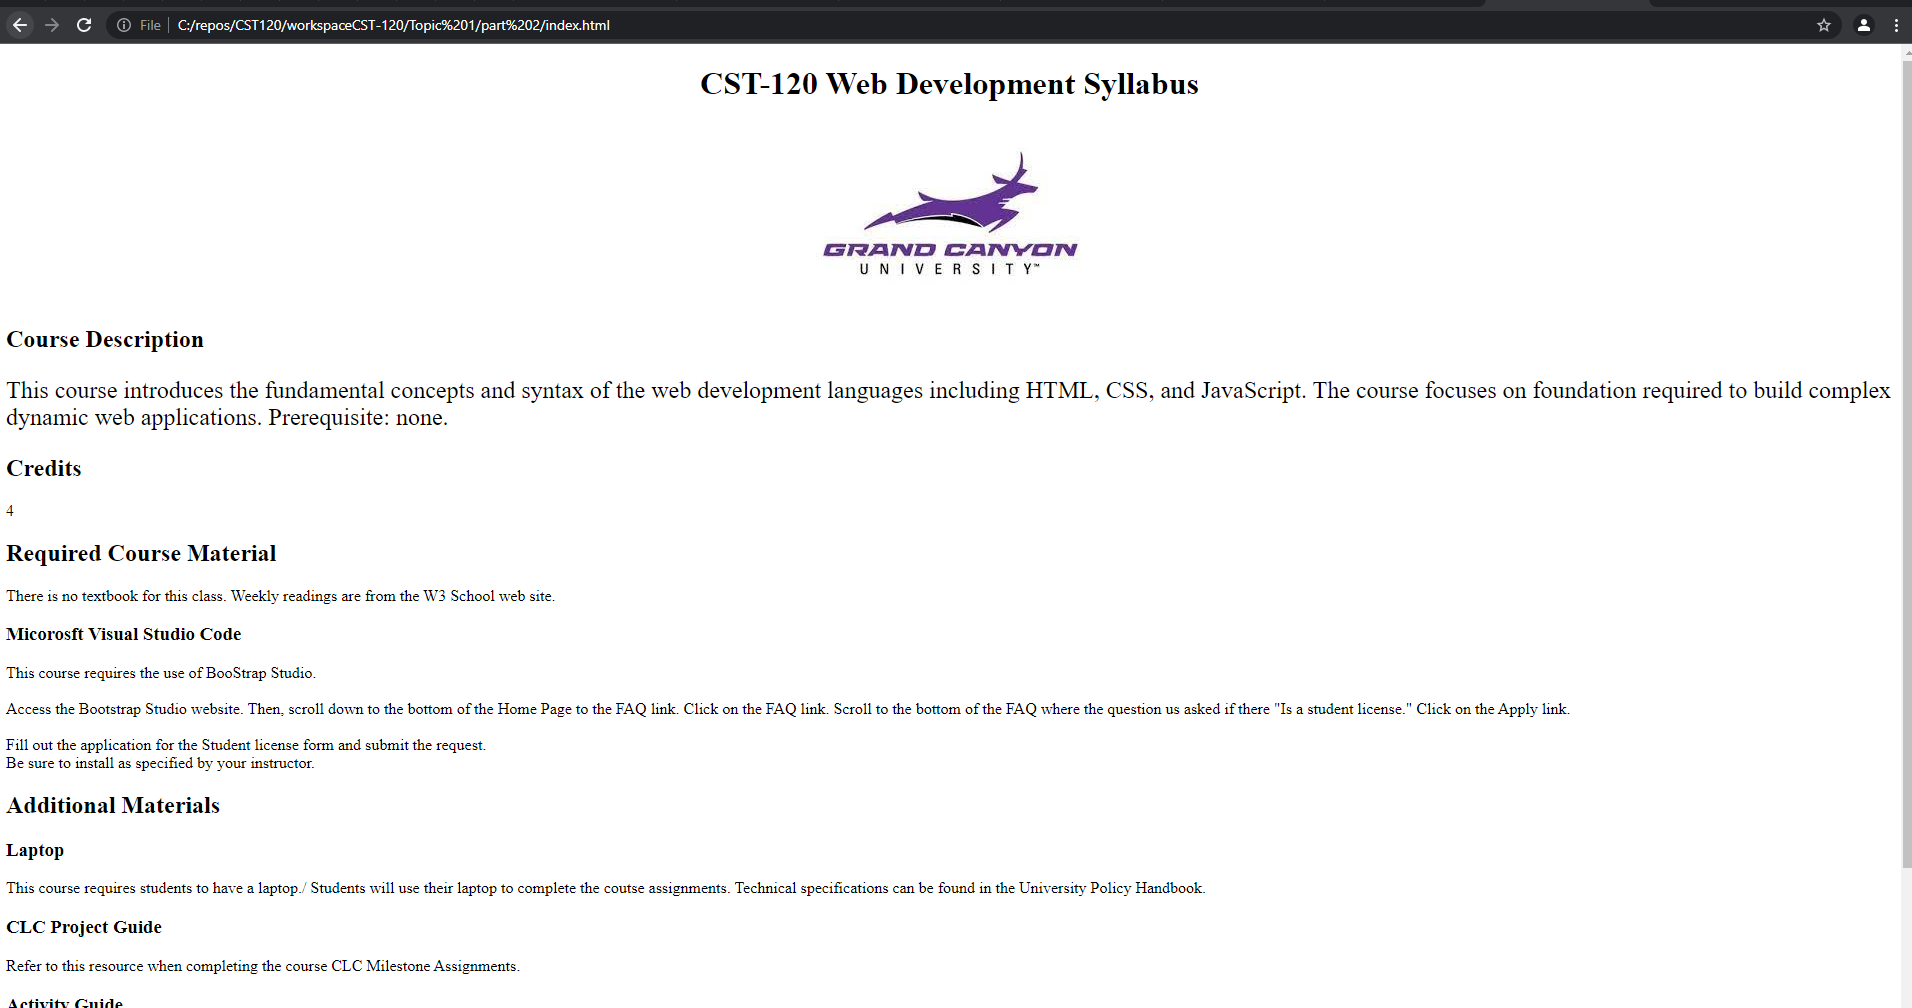 File C:/repos/CST120/workspaceCST-120/Topic%201/part%202/index.html
CST-120 Web Development Syllabus
GRAND CANYON
UNIVERSITY™
Course Description
This course introduces the fundamental concepts and syntax of the web development languages including HTML, CSS, and JavaScript. The course focuses on foundation required to build complex
dynamic web applications. Prerequisite: none.
Credits
4
Required Course Material
There is no textbook for this class. Weekly readings are from the W3 School web site.
Micorosft Visual Studio Code
This course requires the use of BooStrap Studio.
Access the Bootstrap Studio website. Then, scroll down to the bottom of the Home Page to the FAQ link. Click on the FAQ link. Scroll to the bottom of the FAQ where the question us asked if there "Is a student license." Click on the Apply link.
Fill out the application for the Student license form and submit the request.
Be sure to install as specified by your instructor.
Additional Materials
Laptop
This course requires students to have a laptop./ Students will use their laptop to complete the coutse assignments. Technical specifications can be found in the University Policy Handbook.
CLC Project Guide
Refer to this resource when completing the course CLC Milestone Assignments.
Activity Guide